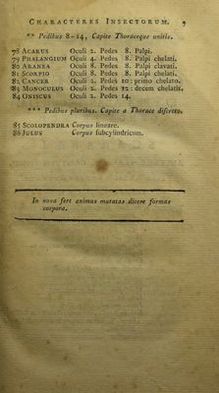 CHARACTERES INSECTORUM. 7
** Pedibus 8-14, Capite Thoraceque unitis.
78 ACARUS Oculi 2. Pedes 8. Palpi.
79 PHALANGIUM Oculi 4. Pedes 8. Palpi chelati.
80 ARANEA Oculi 8. Pedes 8. Palpi clavati.
81 SCORPIO Oculi 8. Pedes 8. Palpi chelati.
82 CANCER Oculi 2. Pedes 10: primo chelato.
83 MONOCULUS Oculi 2. Pedes 12: decem chelatis.
84 ONISCUS Oculi 2. Pedes 14.
*** Pedibus pluribus. Capite a Thorace discreto.
85 SCOLOPENDRA Corpus lineare.
86 JULUS Corpus subcylindricum.
In nova fert animus mutatas dicere formas
corpora.